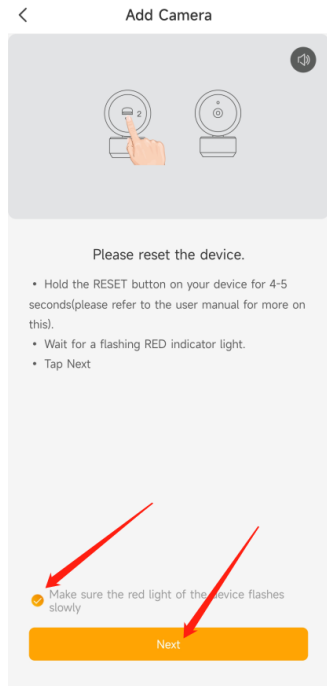 Add Camera
2
Please reset the device.
• Hold the RESET button on your device for 4-5
seconds(please refer to the user manual for more on
this).
• Wait for a flashing RED indicator light.
• Tap Next
Make sure the red light of the device flashes
slowly
Next